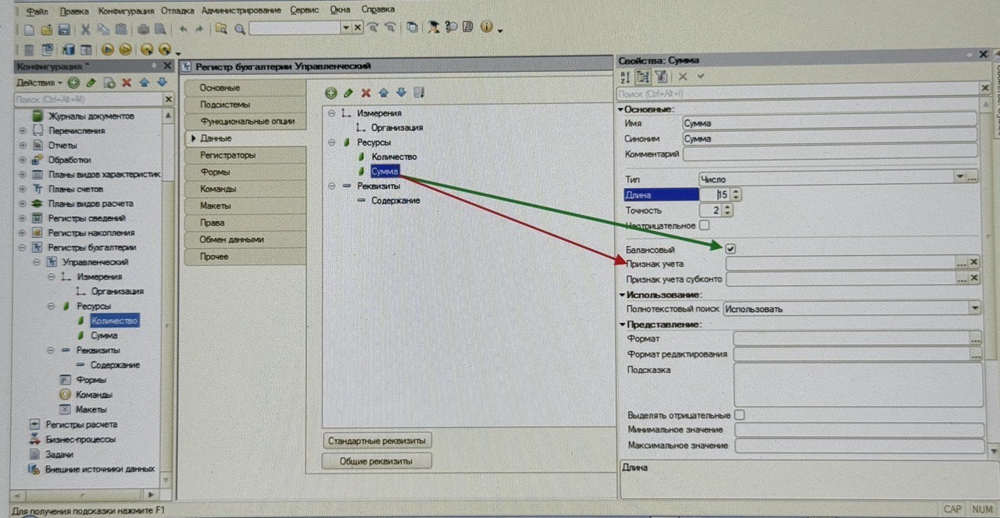 Файл Правка Конфигурация Отладка Администрирование Сервис Окна Справка
Конфигурация *
Действия
Поиск (Ctrl+Alt+M)
Журналы документов
Перечисления
Отчеты
Обработки
Планы видов характеристик
Планы счетов
Планы видов расчета
Регистры сведений
Регистры накопления
Регистры бухгалтерии
Управленческий
Измерения
Организация
Ресурсы
Количество
Сумма
Реквизиты
Содержание
Формы
Команды
Макеты
Регистры расчета
Бизнес-процессы
Задачи
Внешние источники данных
Регистр бухгалтерии Управленческий
Основные
Подсистемы
Функциональные опции
Данные
Регистраторы
Формы
Команды
Макеты
Права
Обмен данными
Прочее
Измерения
Организация
Ресурсы
Количество
Сумма
Реквизиты
Содержание
Стандартные реквизиты
Общие реквизиты
Свойства: Сумма
Поиск (Ctrl+Alt+I)
Основные:
Имя Сумма
Синоним Сумма
Комментарий
Тип Число
Длина 15
Точность 2
Неотрицательное
Балансовый
Признак учета
Признак учета субконто
Использование:
Полнотекстовый поиск Использовать
Представление:
Формат
Формат редактирования
Подсказка
Выделять отрицательные
Минимальное значение
Максимальное значение
Длина
Для получения подсказки нажмите F1
CAP NUM